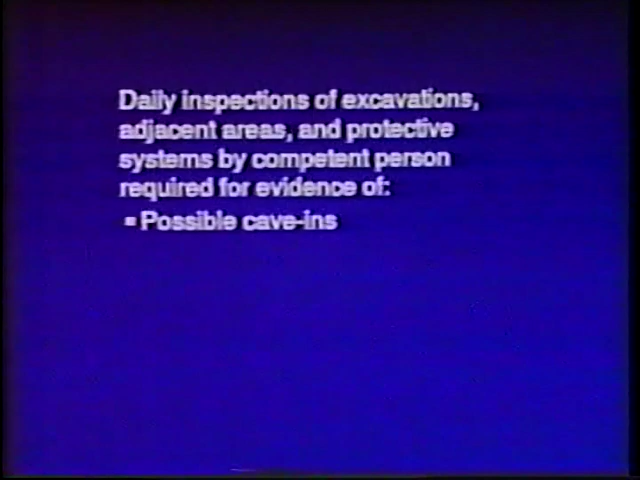 Daily inspections of excavations,
adjacent areas, and protective
systems by competent person
required for evidence of:
▪ Possible cave-ins